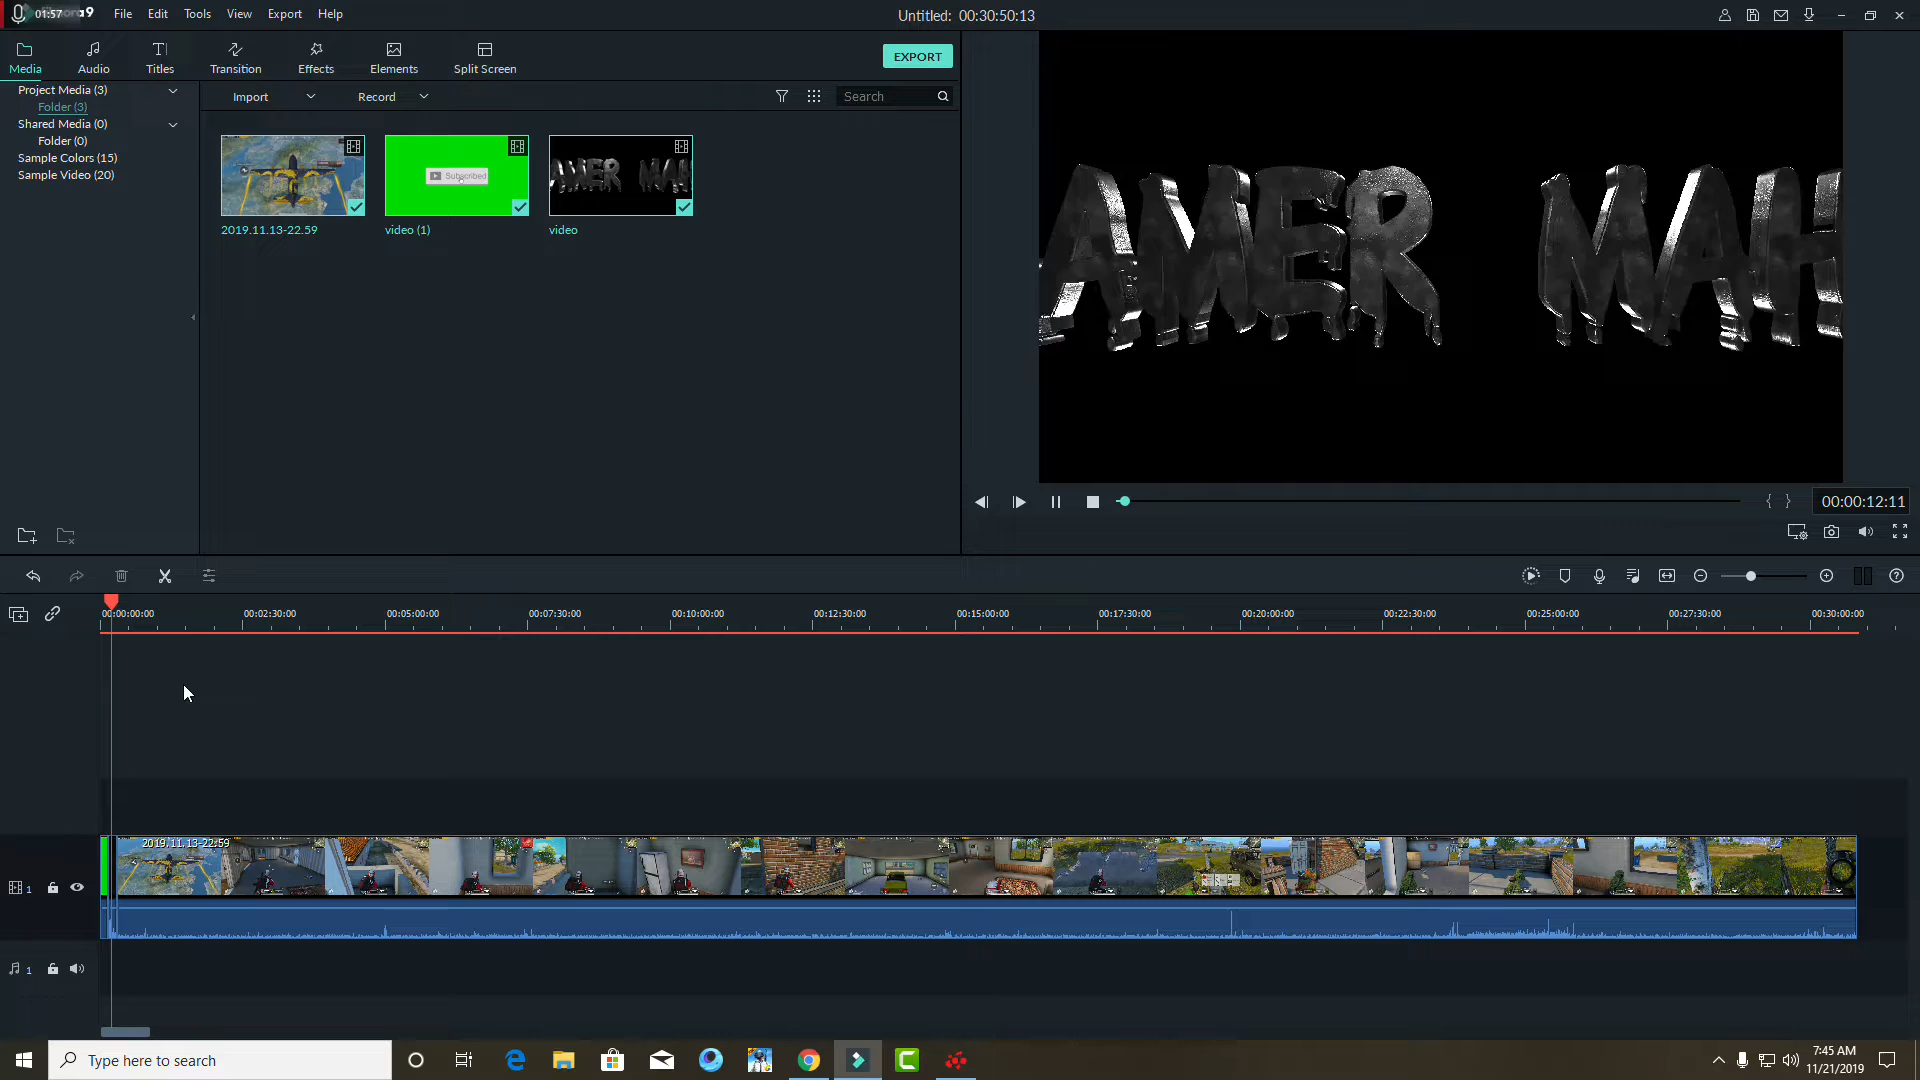 01:57
File Edit Tools View Export Help
Untitled: 00:30:50:13
Media Audio Titles Transition Effects Elements Split Screen
EXPORT
Project Media (3)
Folder (3)
Shared Media (0)
Folder (0)
Sample Colors (15)
Sample Video (20)
Import Record Search
Subscribed
2019.11.13-22.59 video (1) video
AMER MAH
00:00:12:11
00:00:00:00 00:02:30:00 00:05:00:00 00:07:30:00 00:10:00:00 00:12:30:00 00:15:00:00 00:17:30:00 00:20:00:00 00:22:30:00 00:25:00:00 00:27:30:00 00:30:00:00
2019.11.13-22:59
1
1
Type here to search
7:45 AM
11/21/2019